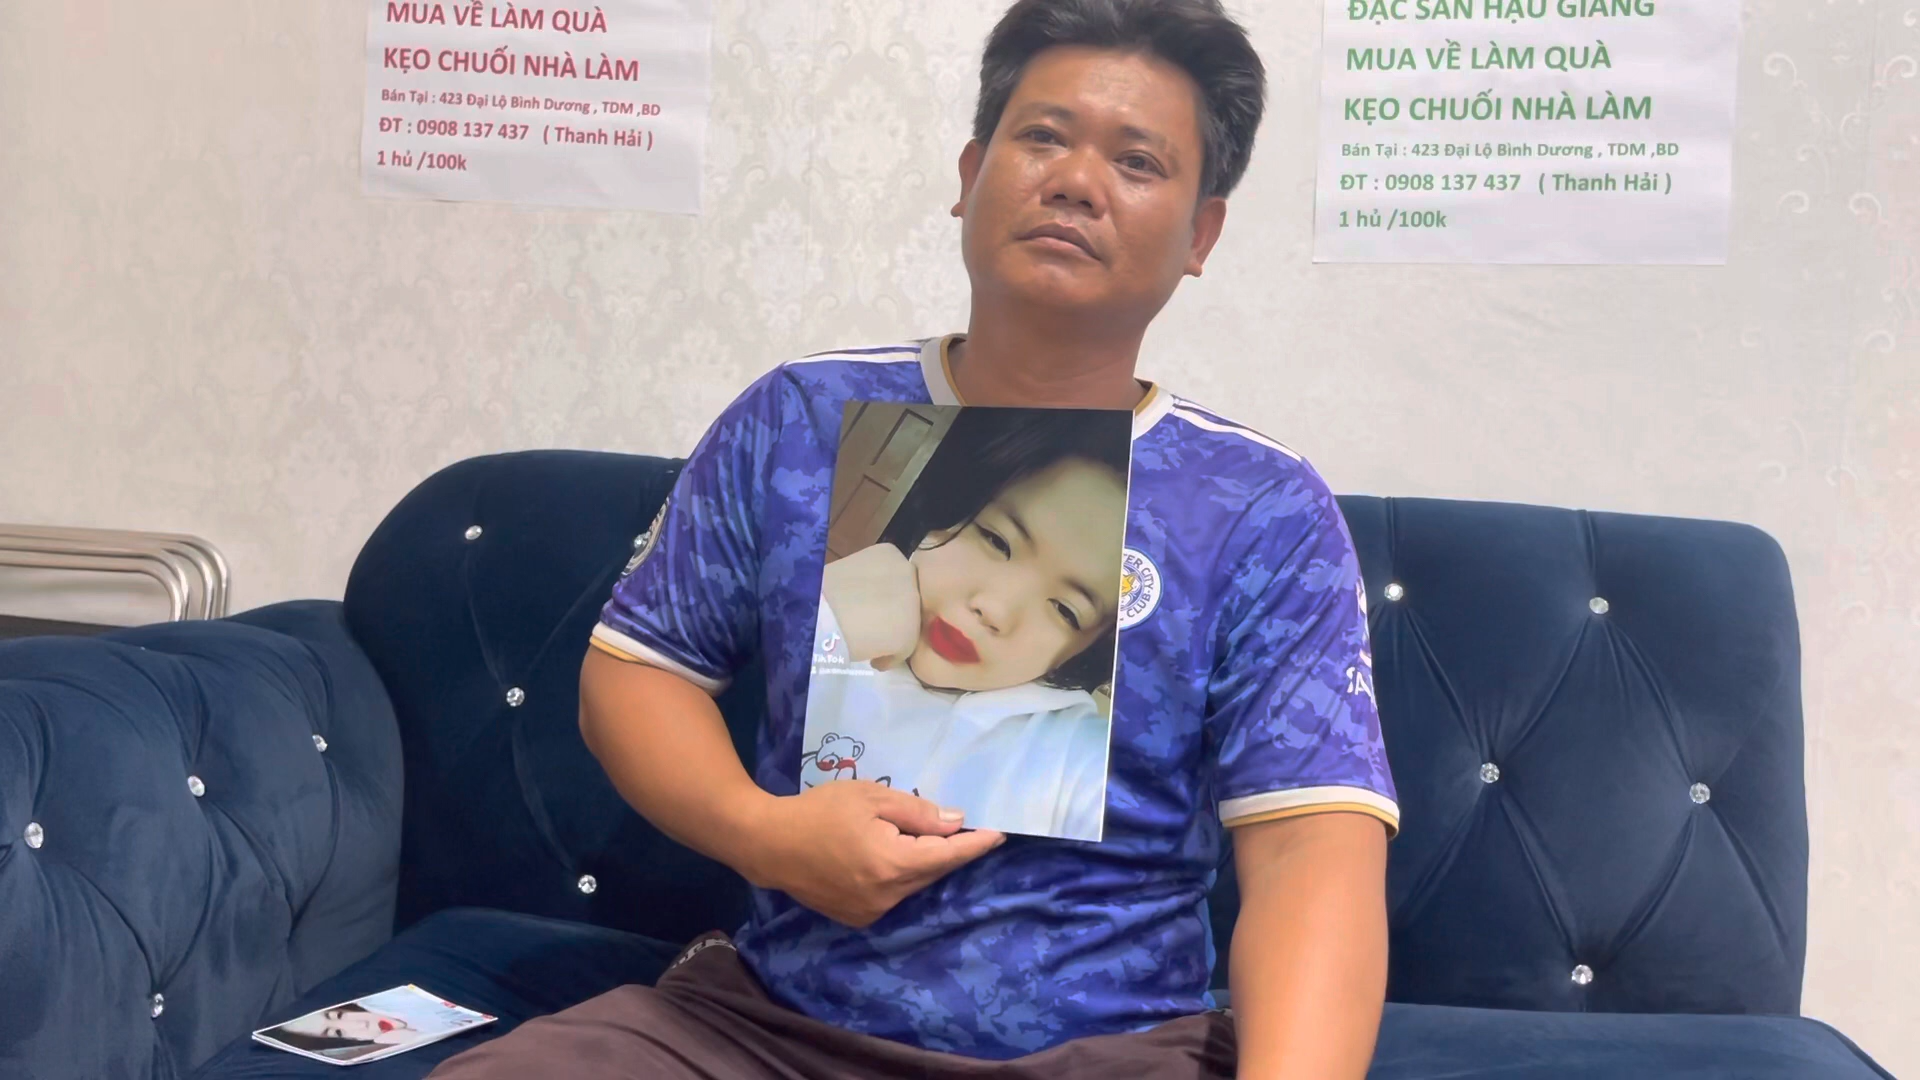 MUA VỀ LÀM QUÀ
KẸO CHUỐI NHÀ LÀM
Bán Tại : 423 Đại Lộ Bình Dương , TDM ,BD
ĐT : 0908 137 437 ( Thanh Hải )
1 hủ /100k
ĐẶC SẢN HẬU GIANG
MUA VỀ LÀM QUÀ
KẸO CHUỐI NHÀ LÀM
Bán Tại : 423 Đại Lộ Bình Dương , TDM ,BD
ĐT : 0908 137 437 ( Thanh Hải )
1 hủ /100k
TikTok
CITY
CLUB